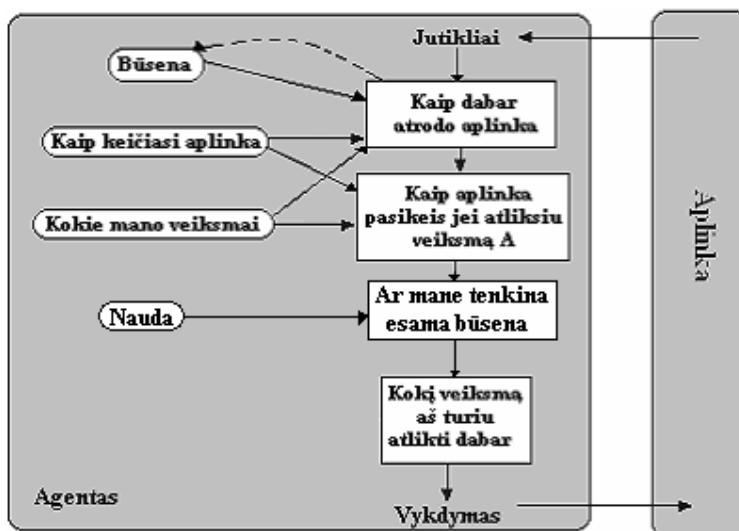 Jutikliai
Būsena
Kaip dabar
atrodo aplinka
Kaip keičiasi aplinka
Kaip aplinka
pasikeis jei atliksiu
veiksmą A
Kokie mano veiksmai
Ar mane tenkina
esama būsena
Nauda
Kokį veiksmą
aš turiu
atlikti dabar
Agentas
Vykdymas
Aplinka